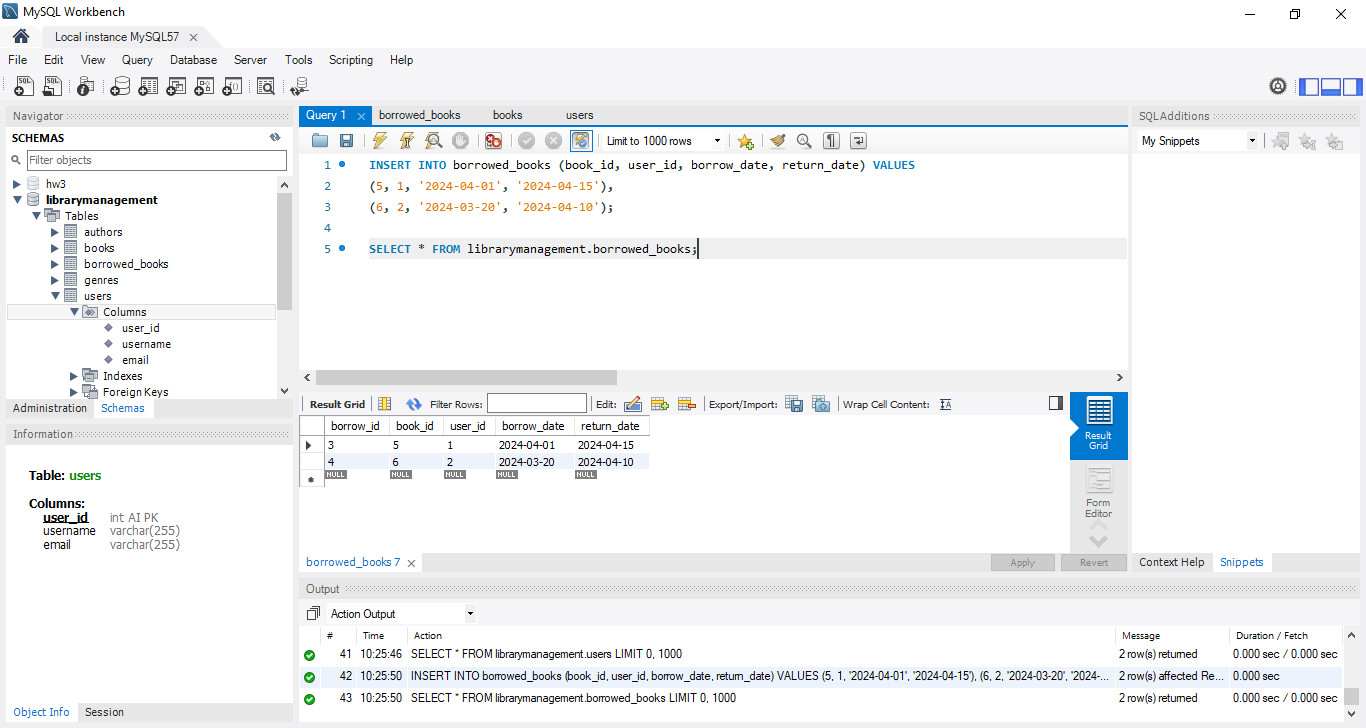 MySQL Workbench
Local instance MySQL57
File Edit View Query Database Server Tools Scripting Help
Navigator
SCHEMAS
Filter objects
hw3
librarymanagement
Tables
authors
books
borrowed_books
genres
users
Columns
user_id
username
email
Indexes
Foreign Keys
Administration Schemas
Information
Table: users
Columns:
user_id int AI PK
username varchar(255)
email varchar(255)
Object Info Session
Query 1 borrowed_books books users
Limit to 1000 rows
1 INSERT INTO borrowed_books (book_id, user_id, borrow_date, return_date) VALUES
2 (5, 1, '2024-04-01', '2024-04-15'),
3 (6, 2, '2024-03-20', '2024-04-10');
4
5 SELECT * FROM librarymanagement.borrowed_books;
Result Grid Filter Rows: Edit: Export/Import: Wrap Cell Content:
borrow_id book_id user_id borrow_date return_date
3 5 1 2024-04-01 2024-04-15
4 6 2 2024-03-20 2024-04-10
NULL NULL NULL NULL NULL
Result Grid
Form Editor
borrowed_books 7
Apply Revert
SQLAdditions
My Snippets
Context Help Snippets
Output
Action Output
# Time Action Message Duration / Fetch
41 10:25:46 SELECT * FROM librarymanagement.users LIMIT 0, 1000 2 row(s) returned 0.000 sec / 0.000 sec
42 10:25:50 INSERT INTO borrowed_books (book_id, user_id, borrow_date, return_date) VALUES (5, 1, '2024-04-01', '2024-04-15'), (6, 2, '2024-03-20', '2024-... 2 row(s) affected Re... 0.000 sec
43 10:25:50 SELECT * FROM librarymanagement.borrowed_books LIMIT 0, 1000 2 row(s) returned 0.000 sec / 0.000 sec